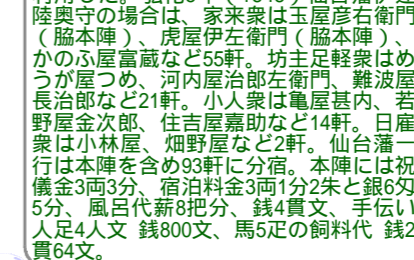 陸奥守の場合は、家来衆は玉屋彦右衛門
（脇本陣）、虎屋伊左衛門（脇本陣）、
かのふ屋富蔵など55軒。坊主足軽衆はめ
うが屋つめ、河内屋治郎左衛門、難波屋
長治郎など21軒。小人衆は亀屋甚内、若
野屋金次郎、住吉屋嘉助など14軒。日雇
衆は小林屋、畑野屋など2軒。仙台藩一
行は本陣を含め93軒に分宿。本陣には祝
儀金3両3分、宿泊料金3両1分2朱と銀6匁
5分、風呂代薪8把分、銭4貫文、手伝い
人足4人文 銭800文、馬5疋の飼料代 銭2
貫64文。